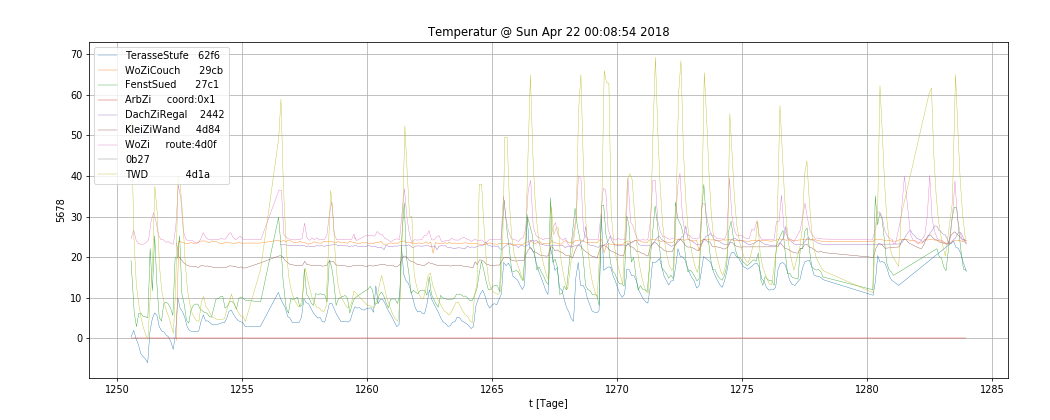 Temperatur @ Sun Apr 22 00:08:54 2018
70
60
50
40
30
20
10
0
5678
TerasseStufe 62f6
WoZiCouch 29cb
FenstSued 27c1
ArbZi coord:0x1
DachZiRegal 2442
KleiZiWand 4d84
WoZi route:4d0f
0b27
TWD 4d1a
1250 1255 1260 1265 1270 1275 1280 1285
t [Tage]